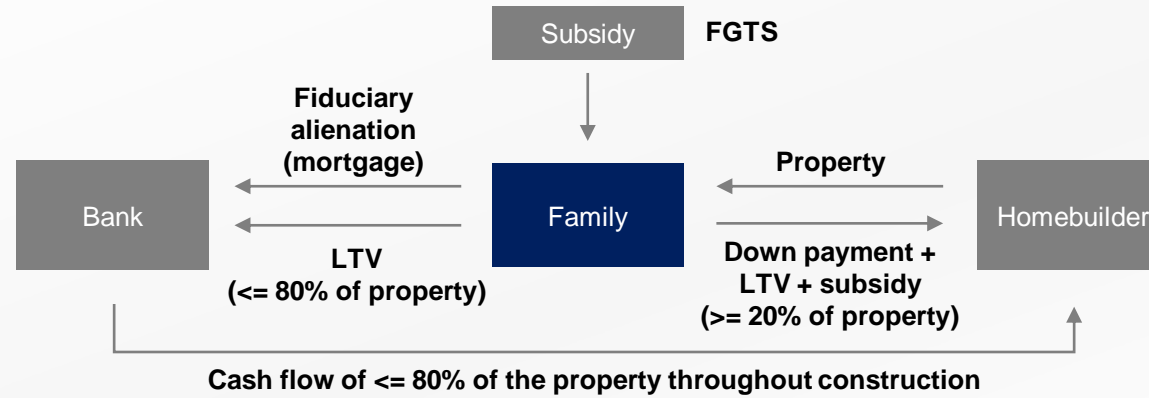 Subsidy
FGTS
Fiduciary
alienation
(mortgage)
Property
Bank
Family
Homebuilder
LTV
(<= 80% of property)
Down payment +
LTV + subsidy
(>= 20% of property)
Cash flow of <= 80% of the property throughout construction